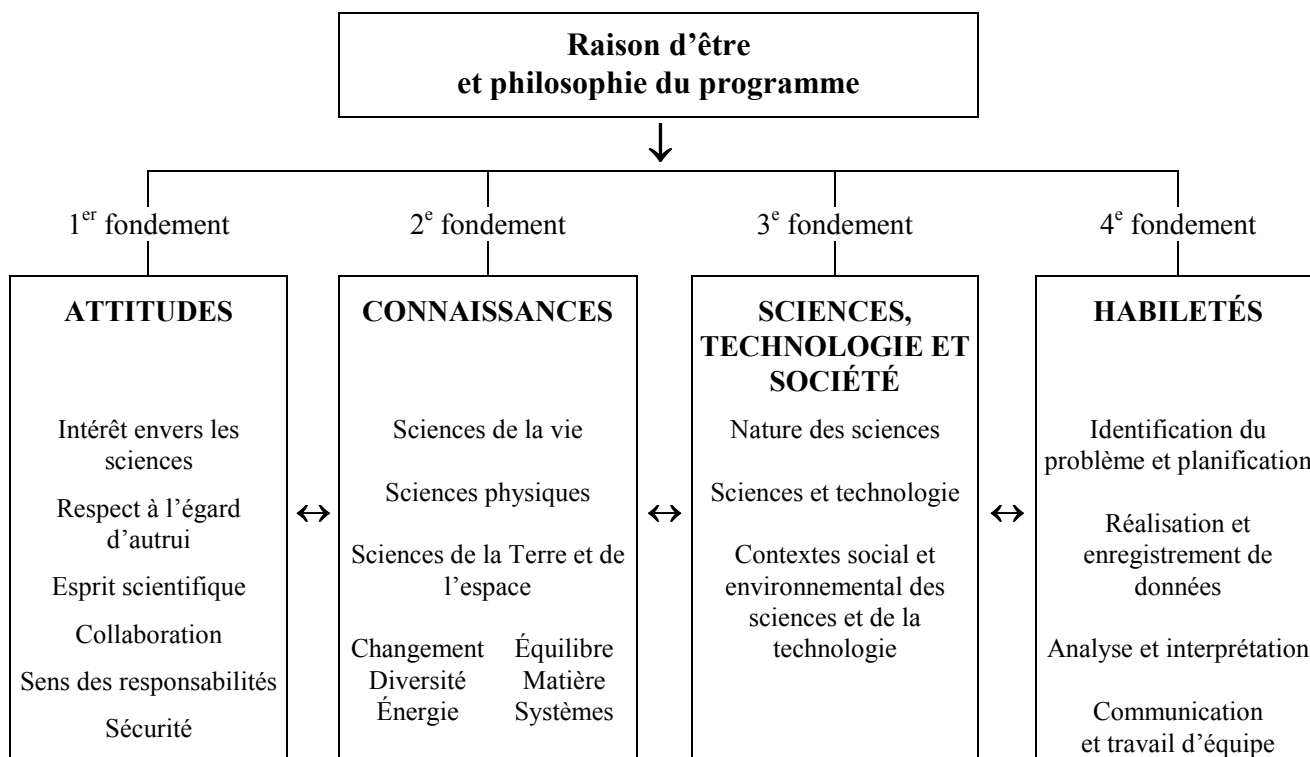 Raison d’être
et philosophie du programme
↓
1er fondement
2e fondement
3e fondement
4e fondement
ATTITUDES
Intérêt envers les
sciences
Respect à l’égard
d’autrui
Esprit scientifique
Collaboration
Sens des responsabilités
Sécurité
↔
CONNAISSANCES
Sciences de la vie
Sciences physiques
Sciences de la Terre et de
l’espace
Changement Équilibre
Diversité Matière
Énergie Systèmes
↔
SCIENCES,
TECHNOLOGIE ET
SOCIÉTÉ
Nature des sciences
Sciences et technologie
Contextes social et
environnemental des
sciences et de la
technologie
↔
HABILETÉS
Identification du
problème et planification
Réalisation et
enregistrement de
données
Analyse et interprétation
Communication
et travail d’équipe